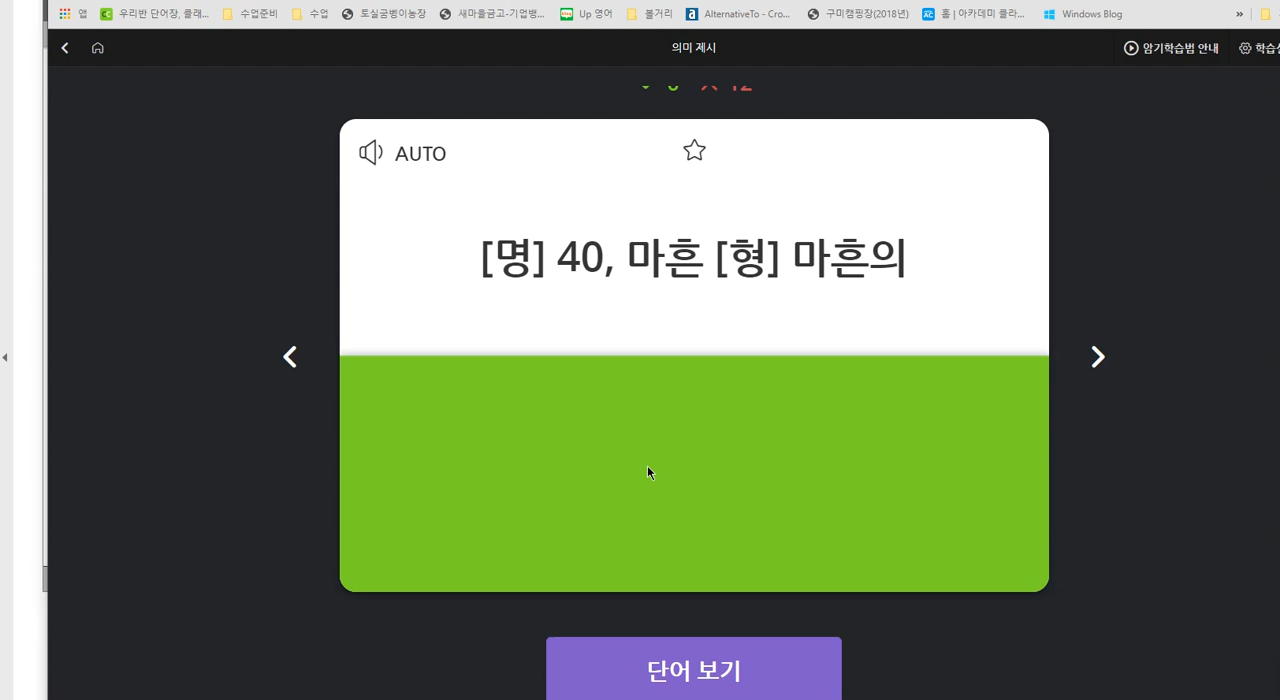 앱 우리반 단어장, 클래... 수업준비 수업 토실굼벵이농장 새마을금고-기업뱅... Up 영어 볼거리 AlternativeTo - Cro... 구미캠핑장(2018년) 홈 | 아카데미 클라... Windows Blog »
의미 제시 암기학습법 안내
AUTO
[명] 40, 마흔 [형] 마흔의
단어 보기